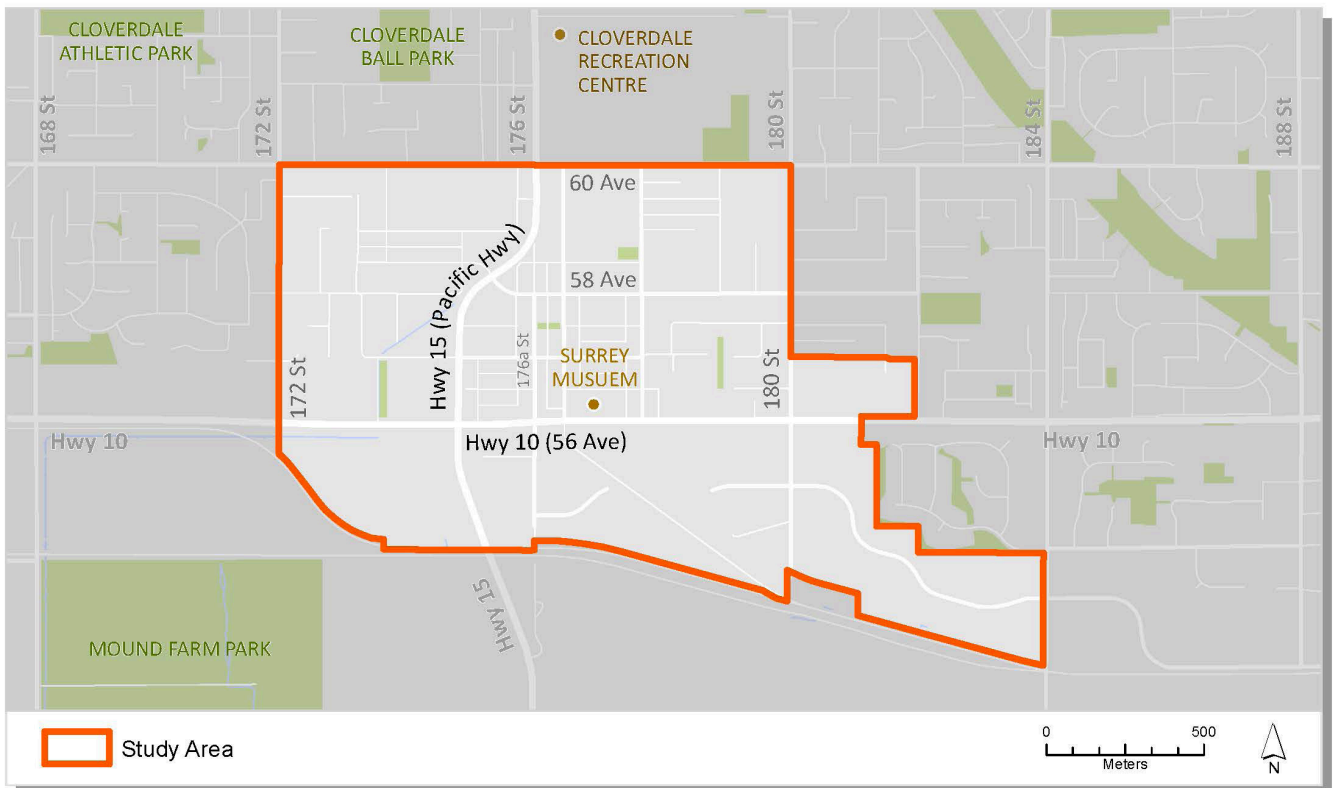 CLOVERDALE
ATHLETIC PARK
CLOVERDALE
BALL PARK
CLOVERDALE
RECREATION
CENTRE
168 St
172 St
176 St
180 St
184 St
188 St
60 Ave
Hwy 15 (Pacific Hwy)
58 Ave
172 St
176a St
SURREY
MUSUEM
180 St
Hwy 10
Hwy 10 (56 Ave)
Hwy 10
Hwy 15
MOUND FARM PARK
Study Area
0 500
Meters
N